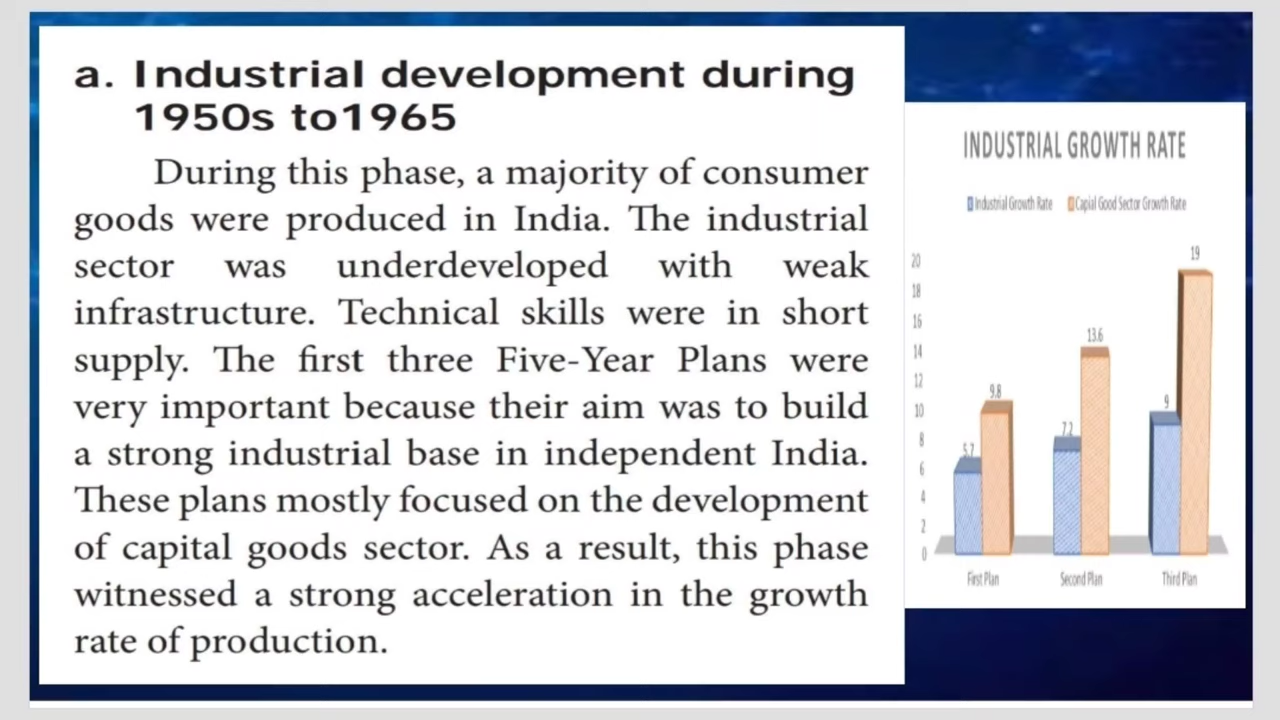 a. Industrial development during
1950s to1965
During this phase, a majority of consumer
goods were produced in India. The industrial
sector was underdeveloped with weak
infrastructure. Technical skills were in short
supply. The first three Five-Year Plans were
very important because their aim was to build
a strong industrial base in independent India.
These plans mostly focused on the development
of capital goods sector. As a result, this phase
witnessed a strong acceleration in the growth
rate of production.
INDUSTRIAL GROWTH RATE
Industrial Growth Rate Capial Good Sector Growth Rate
20
18
16
14
12
10
8
6
4
2
0
5.7
9.8
7.2
13.6
9
19
First Plan Second Plan Third Plan